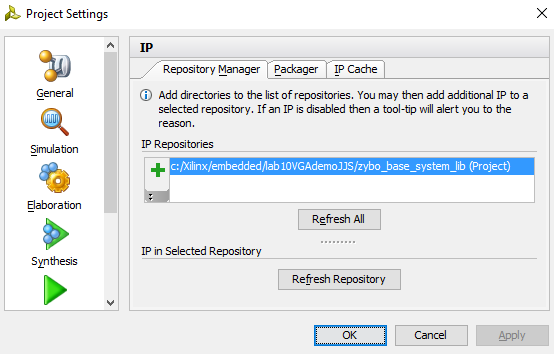 Project Settings
General
Simulation
Elaboration
Synthesis
IP
Repository Manager
Packager
IP Cache
Add directories to the list of repositories. You may then add additional IP to a
selected repository. If an IP is disabled then a tool-tip will alert you to the
reason.
IP Repositories
c:/Xilinx/embedded/lab10VGAdemoJJS/zybo_base_system_lib (Project)
Refresh All
IP in Selected Repository
Refresh Repository
OK
Cancel
Apply